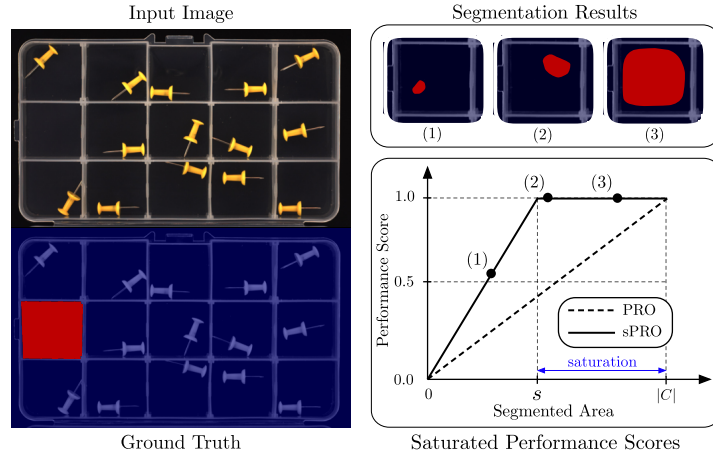 Input Image
Segmentation Results
(1)
(2)
(3)
(2)
(3)
1.0
(1)
0.5
PRO
sPRO
saturation
0.0
0
s
|C|
Performance Score
Segmented Area
Ground Truth
Saturated Performance Scores